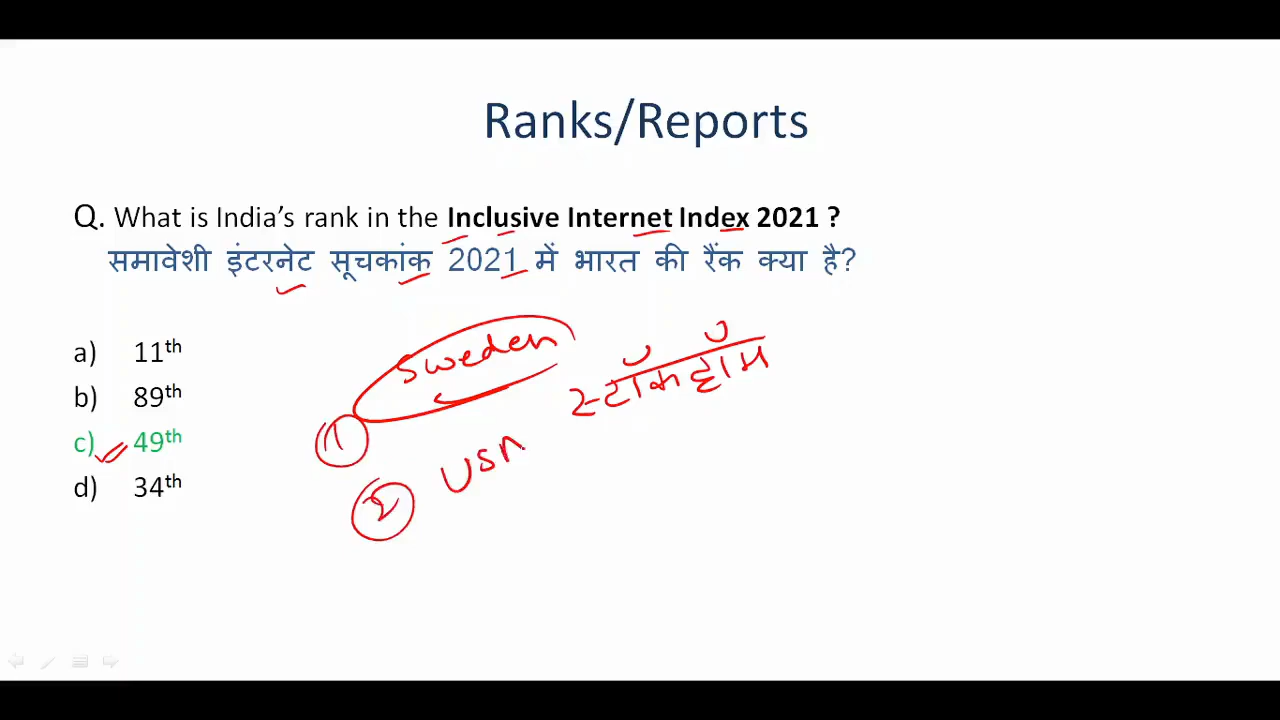 Ranks/Reports
Q. What is India's rank in the Inclusive Internet Index 2021 ?
समावेशी इंटरनेट सूचकांक 2021 में भारत की रैंक क्या है?
a) 11th
b) 89th
c) 49th
d) 34th
1 Sweden
स्टॉकहोम
2 USA